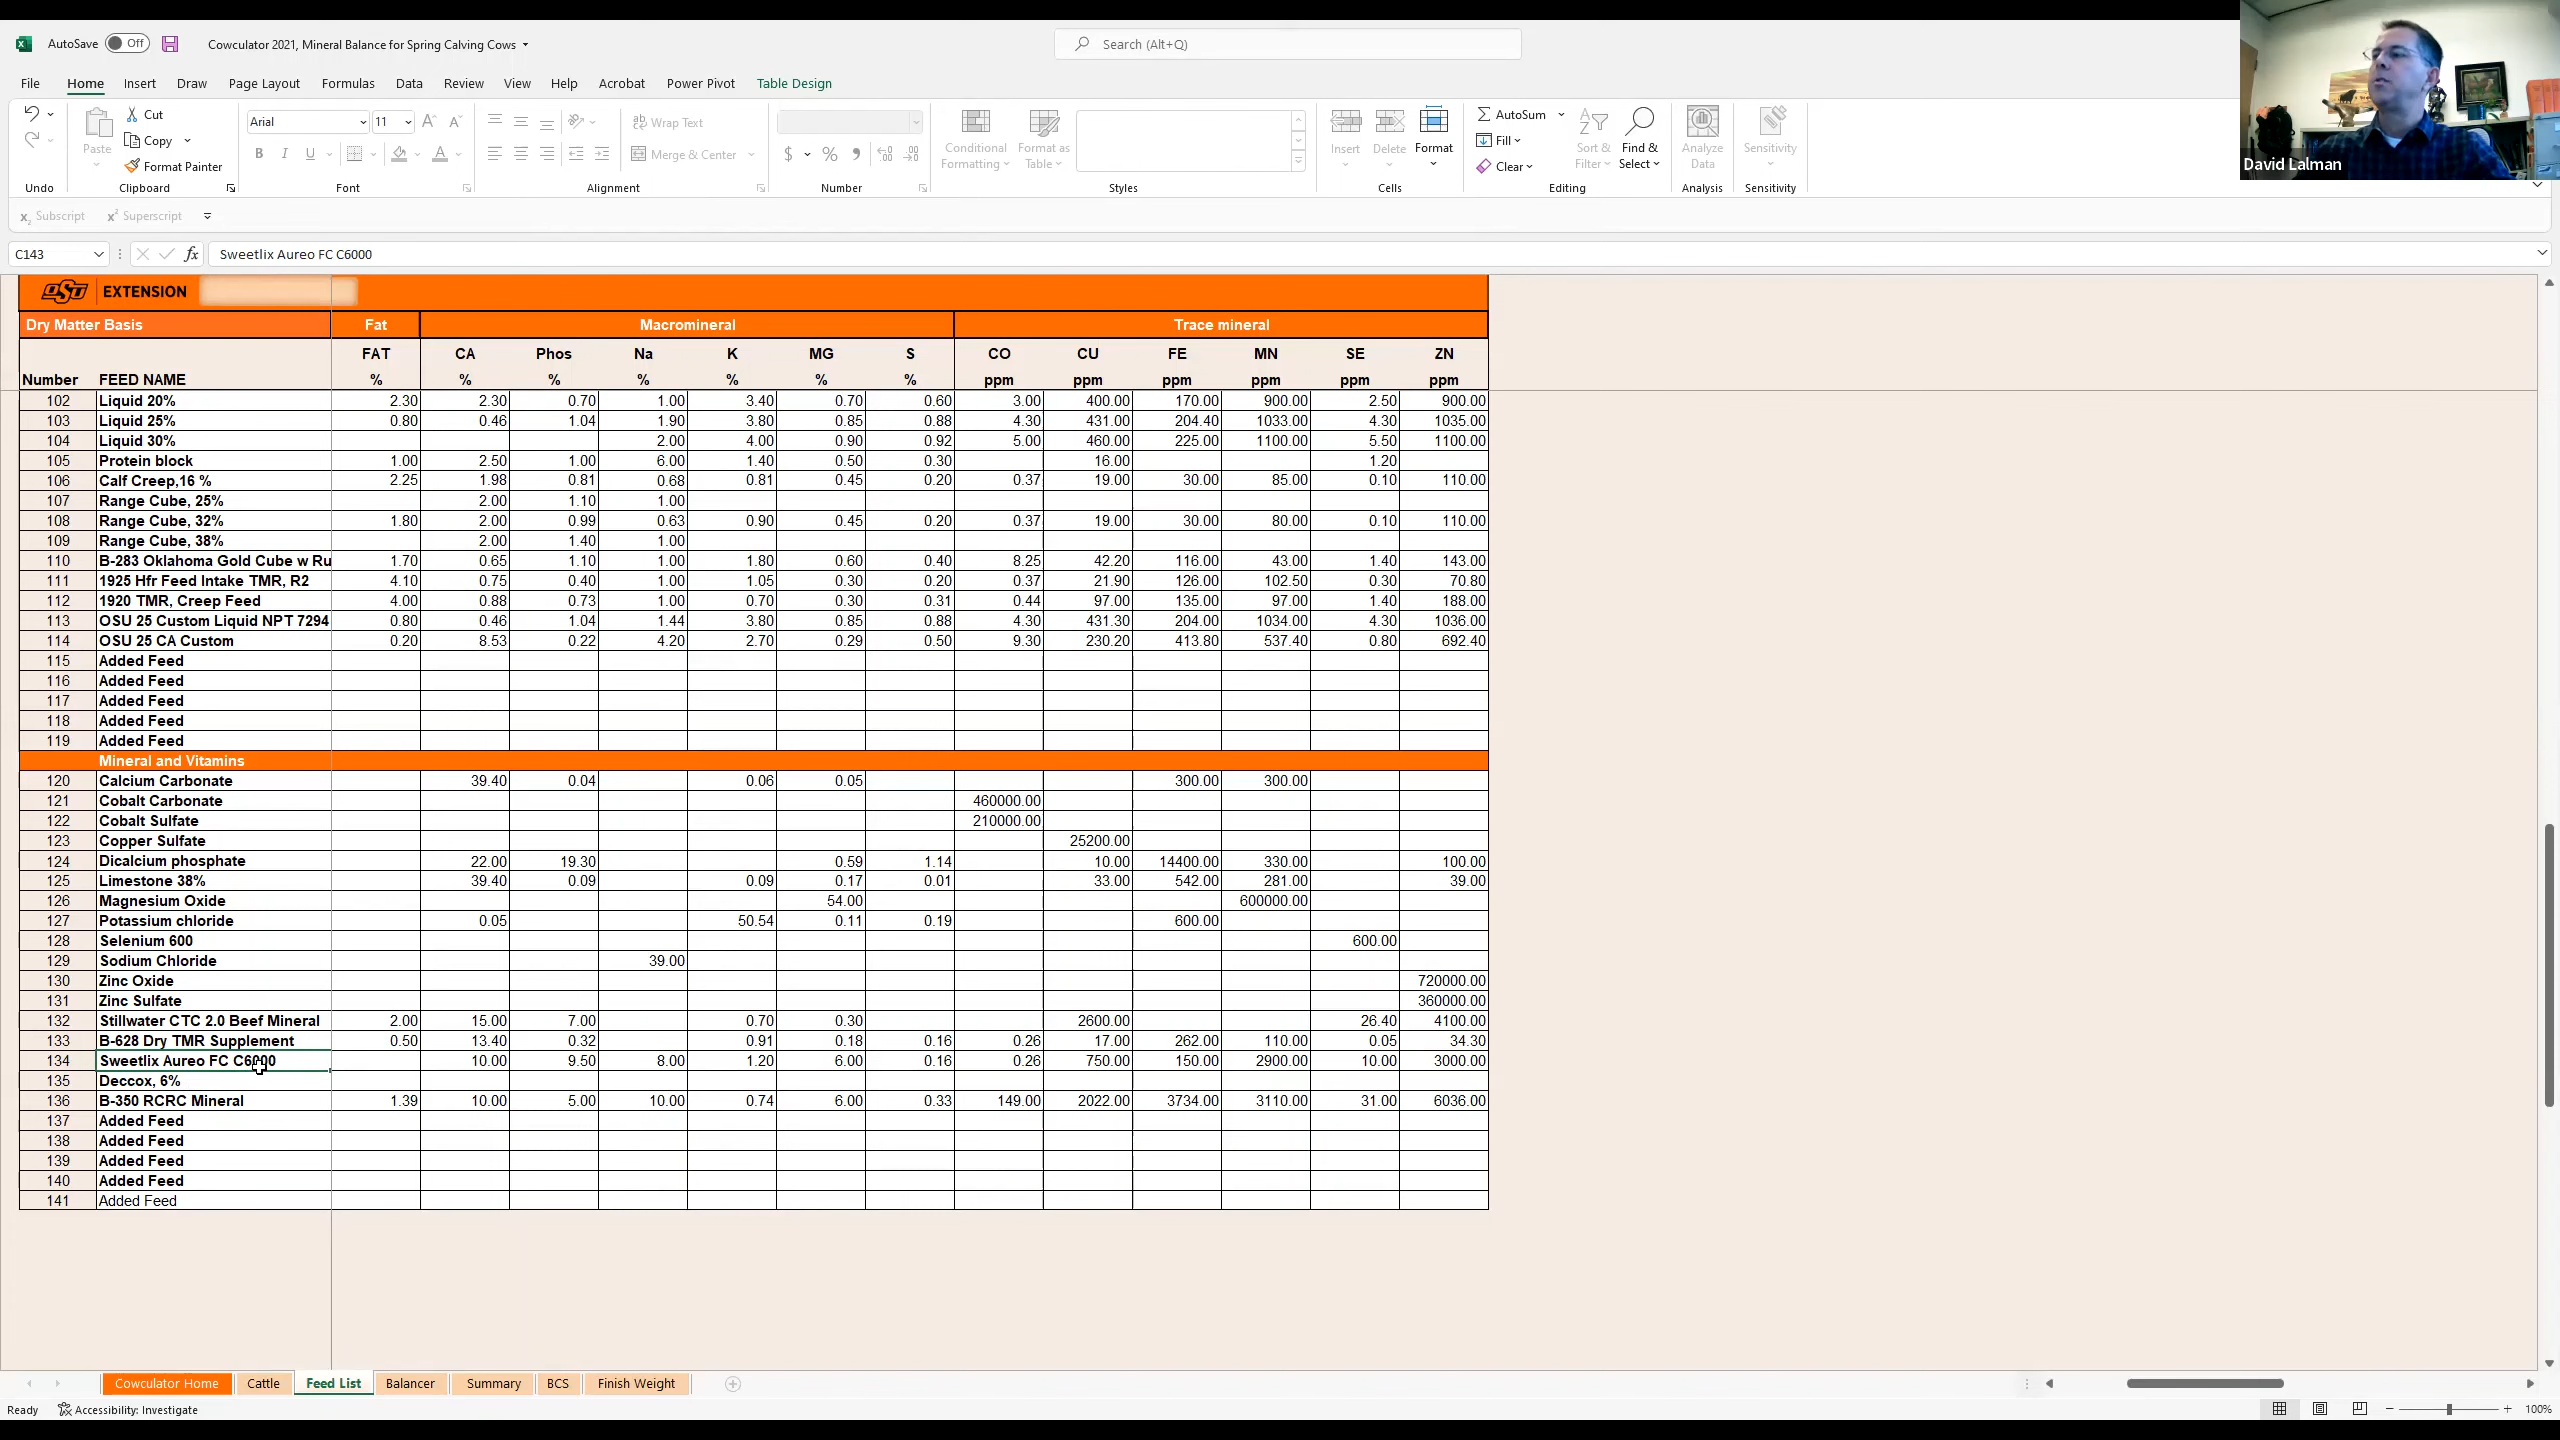 AutoSave Off Cowculator 2021, Mineral Balance for Spring Calving Cows Search (Alt+Q)
File Home Insert Draw Page Layout Formulas Data Review View Help Acrobat Power Pivot Table Design
Cut
Copy
Format Painter
Paste
Undo Clipboard
Arial 11
B I U A
Font
Wrap Text
Merge & Center
Alignment
$ % 9
Number
Conditional Formatting
Format as Table
Styles
Insert Delete Format
Cells
AutoSum
Fill
Clear
Sort & Filter
Find & Select
Editing
Analyze Data
Analysis
Sensitivity
Sensitivity
David Lalman
Subscript Superscript
C143 fx Sweetlix Aureo FC C6000
OSU EXTENSION
Dry Matter Basis Fat Macromineral Trace mineral
FAT CA Phos Na K MG S CO CU FE MN SE ZN
Number FEED NAME % % % % % % % ppm ppm ppm ppm ppm ppm
102 Liquid 20% 2.30 2.30 0.70 1.00 3.40 0.70 0.60 3.00 400.00 170.00 900.00 2.50 900.00
103 Liquid 25% 0.80 0.46 1.04 1.90 3.80 0.85 0.88 4.30 431.00 204.40 1033.00 4.30 1035.00
104 Liquid 30% 2.00 4.00 0.90 0.92 5.00 460.00 225.00 1100.00 5.50 1100.00
105 Protein block 1.00 2.50 1.00 6.00 1.40 0.50 0.30 16.00 1.20
106 Calf Creep,16 % 2.25 1.98 0.81 0.68 0.81 0.45 0.20 0.37 19.00 30.00 85.00 0.10 110.00
107 Range Cube, 25% 2.00 1.10 1.00
108 Range Cube, 32% 1.80 2.00 0.99 0.63 0.90 0.45 0.20 0.37 19.00 30.00 80.00 0.10 110.00
109 Range Cube, 38% 2.00 1.40 1.00
110 B-283 Oklahoma Gold Cube w Ru 1.70 0.65 1.10 1.00 1.80 0.60 0.40 8.25 42.20 116.00 43.00 1.40 143.00
111 1925 Hfr Feed Intake TMR, R2 4.10 0.75 0.40 1.00 1.05 0.30 0.20 0.37 21.90 126.00 102.50 0.30 70.80
112 1920 TMR, Creep Feed 4.00 0.88 0.73 1.00 0.70 0.30 0.31 0.44 97.00 135.00 97.00 1.40 188.00
113 OSU 25 Custom Liquid NPT 7294 0.80 0.46 1.04 1.44 3.80 0.85 0.88 4.30 431.30 204.00 1034.00 4.30 1036.00
114 OSU 25 CA Custom 0.20 8.53 0.22 4.20 2.70 0.29 0.50 9.30 230.20 413.80 537.40 0.80 692.40
115 Added Feed
116 Added Feed
117 Added Feed
118 Added Feed
119 Added Feed
Mineral and Vitamins
120 Calcium Carbonate 39.40 0.04 0.06 0.05 300.00 300.00
121 Cobalt Carbonate 460000.00
122 Cobalt Sulfate 210000.00
123 Copper Sulfate 25200.00
124 Dicalcium phosphate 22.00 19.30 0.59 1.14 10.00 14400.00 330.00 100.00
125 Limestone 38% 39.40 0.09 0.09 0.17 0.01 33.00 542.00 281.00 39.00
126 Magnesium Oxide 54.00 600000.00
127 Potassium chloride 0.05 50.54 0.11 0.19 600.00
128 Selenium 600 600.00
129 Sodium Chloride 39.00
130 Zinc Oxide 720000.00
131 Zinc Sulfate 360000.00
132 Stillwater CTC 2.0 Beef Mineral 2.00 15.00 7.00 0.70 0.30 2600.00 26.40 4100.00
133 B-628 Dry TMR Supplement 0.50 13.40 0.32 0.91 0.18 0.16 0.26 17.00 262.00 110.00 0.05 34.30
134 Sweetlix Aureo FC C6000 10.00 9.50 8.00 1.20 6.00 0.16 0.26 750.00 150.00 2900.00 10.00 3000.00
135 Deccox, 6%
136 B-350 RCRC Mineral 1.39 10.00 5.00 10.00 0.74 6.00 0.33 149.00 2022.00 3734.00 3110.00 31.00 6036.00
137 Added Feed
138 Added Feed
139 Added Feed
140 Added Feed
141 Added Feed
Cowculator Home Cattle Feed List Balancer Summary BCS Finish Weight
Ready Accessibility: Investigate 100%